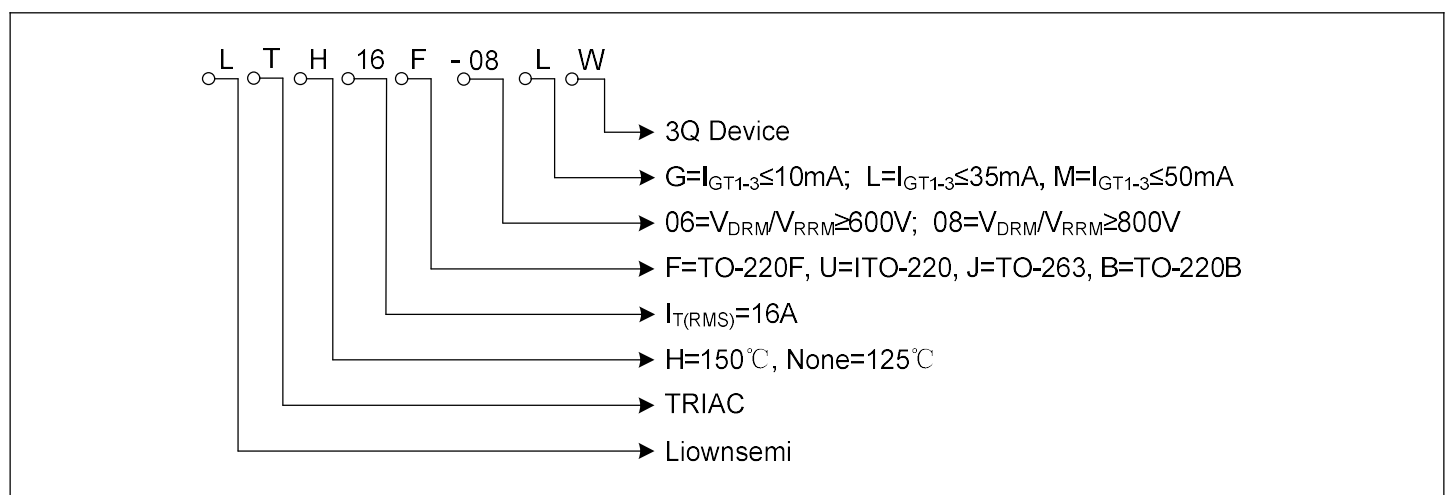 L T H 16 F - 08 L W
3Q Device
G=IGT1-3≤10mA; L=IGT1-3≤35mA, M=IGT1-3≤50mA
06=VDRM/VRRM≥600V; 08=VDRM/VRRM≥800V
F=TO-220F, U=ITO-220, J=TO-263, B=TO-220B
IT(RMS)=16A
H=150℃, None=125℃
TRIAC
Liownsemi